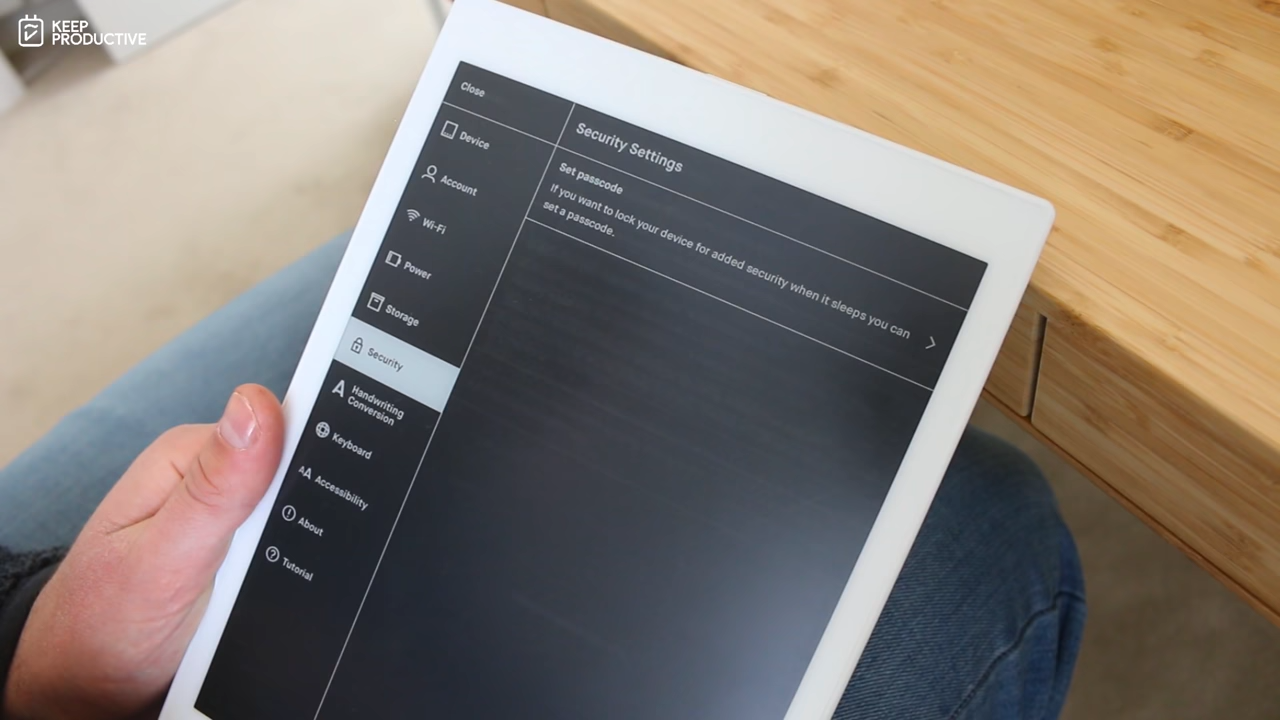 KEEP
PRODUCTIVE
Close
Device
Account
Wi-Fi
Power
Storage
Security
Handwriting
Conversion
Keyboard
Accessibility
About
Tutorial
Security Settings
Set passcode
If you want to lock your device for added security when it sleeps you can
set a passcode.